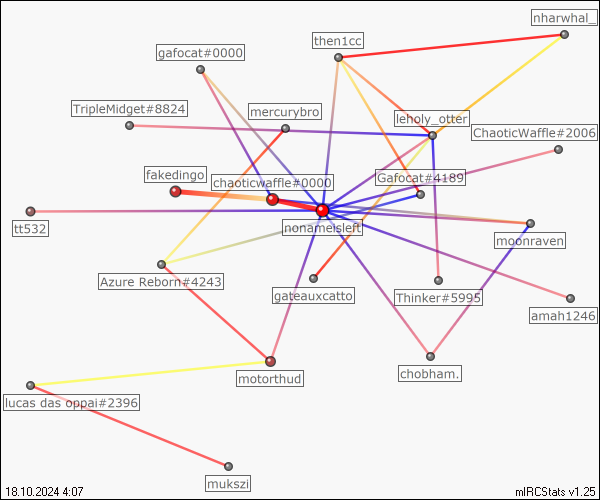 nharwhal_
then1cc
gafocat#0000
TripleMidget#8824
mercurybro
leholy_otter
ChaoticWaffle#2006
fakedingo
chaoticwaffle#0000
Gafocat#4189
tt532
nonameisleft
moonraven
Azure Reborn#4243
gateauxcatto
Thinker#5995
amah1246
motorthud
chobham.
lucas das oppai#2396
mukszi
18.10.2024 4:07
mIRCStats v1.25